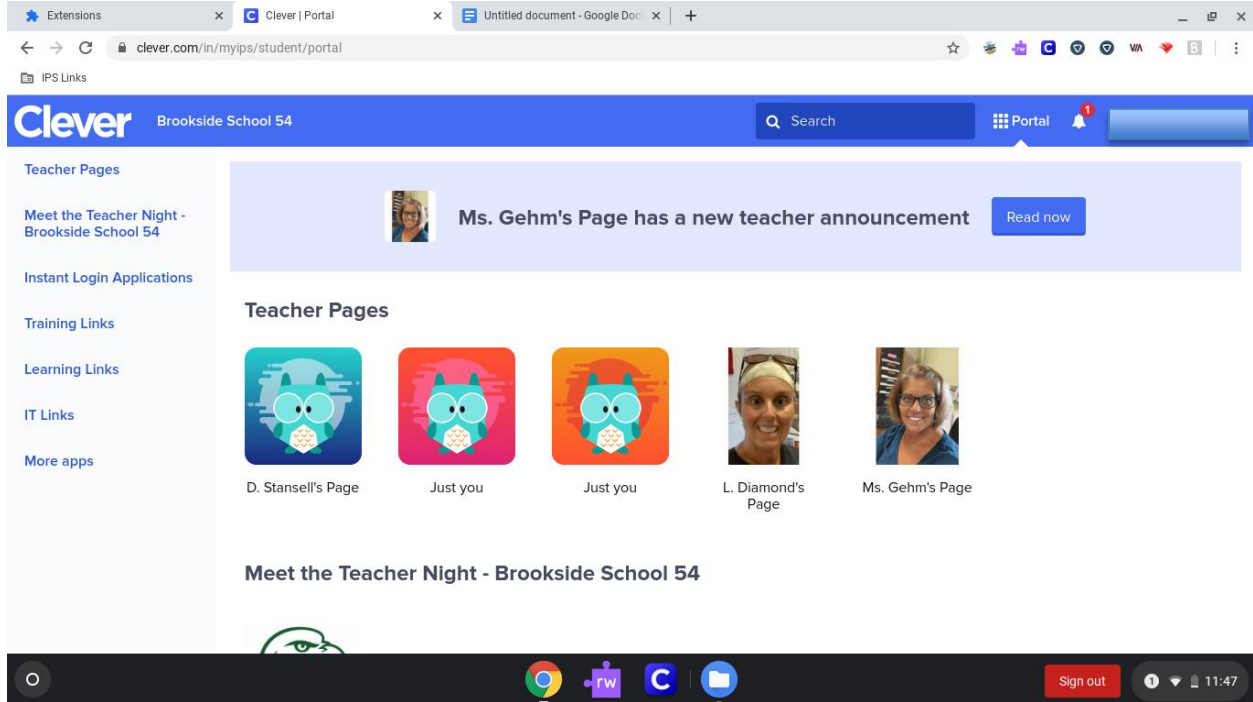 Extensions
Clever | Portal
Untitled document - Google Doc
clever.com/in/myips/student/portal
rw
C
VIA
B
IPS Links
Clever
Brookside School 54
Search
Portal
1
Teacher Pages
Meet the Teacher Night -
Brookside School 54
Instant Login Applications
Training Links
Learning Links
IT Links
More apps
Ms. Gehm's Page has a new teacher announcement
Read now
Teacher Pages
D. Stansell's Page
Just you
Just you
L. Diamond's
Page
Ms. Gehm's Page
Meet the Teacher Night - Brookside School 54
rw
C
Sign out
1
11:47